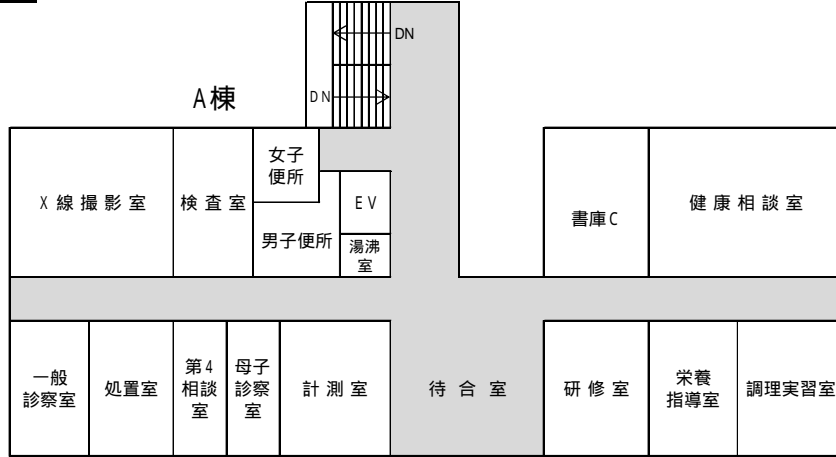 DN
A棟
DN
女子
便所
X線撮影室
検査室
EV
健康相談室
書庫C
男子便所
湯沸
室
一般
診察室
処置室
第4
相談
室
母子
診察
室
計測室
待合室
研修室
栄養
指導室
調理実習室